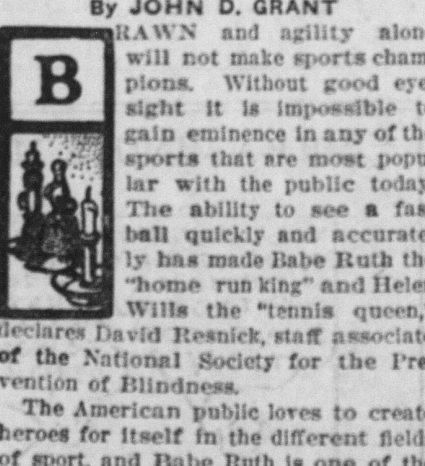 By JOHN D. GRANT
BRAWN and agility alon
will not make sports cham
pions. Without good eye
sight it is impossible t
gain eminence in any of th
sports that are most popu
lar with the public today
The ability to see a fas
ball quickly and accurate
ly has made Babe Ruth th
"home run king" and Hele
Wills the "tennis queen,
declares David Resnick, staff associat
of the National Society for the Pre
vention of Blindness.
The American public loves to creat
heroes for itself in the different field
of sport, and Babe Ruth is one of th